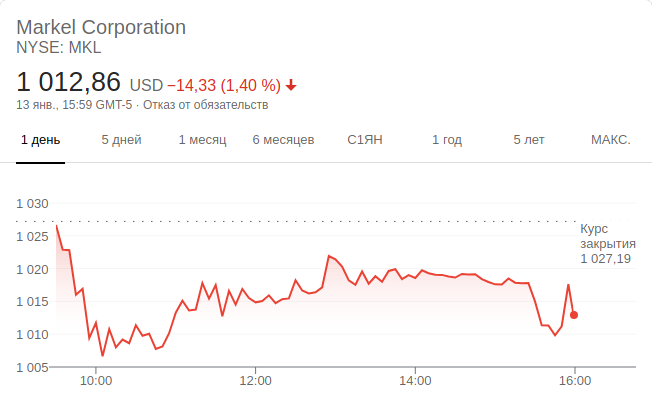 Markel Corporation
NYSE: MKL
1 012,86 USD −14,33 (1,40 %)
13 янв., 15:59 GMT-5 · Отказ от обязательств
1 день 5 дней 1 месяц 6 месяцев С1ЯН 1 год 5 лет МАКС.
1 030
1 025
1 020
1 015
1 010
1 005
Курс
закрытия
1 027,19
10:00 12:00 14:00 16:00